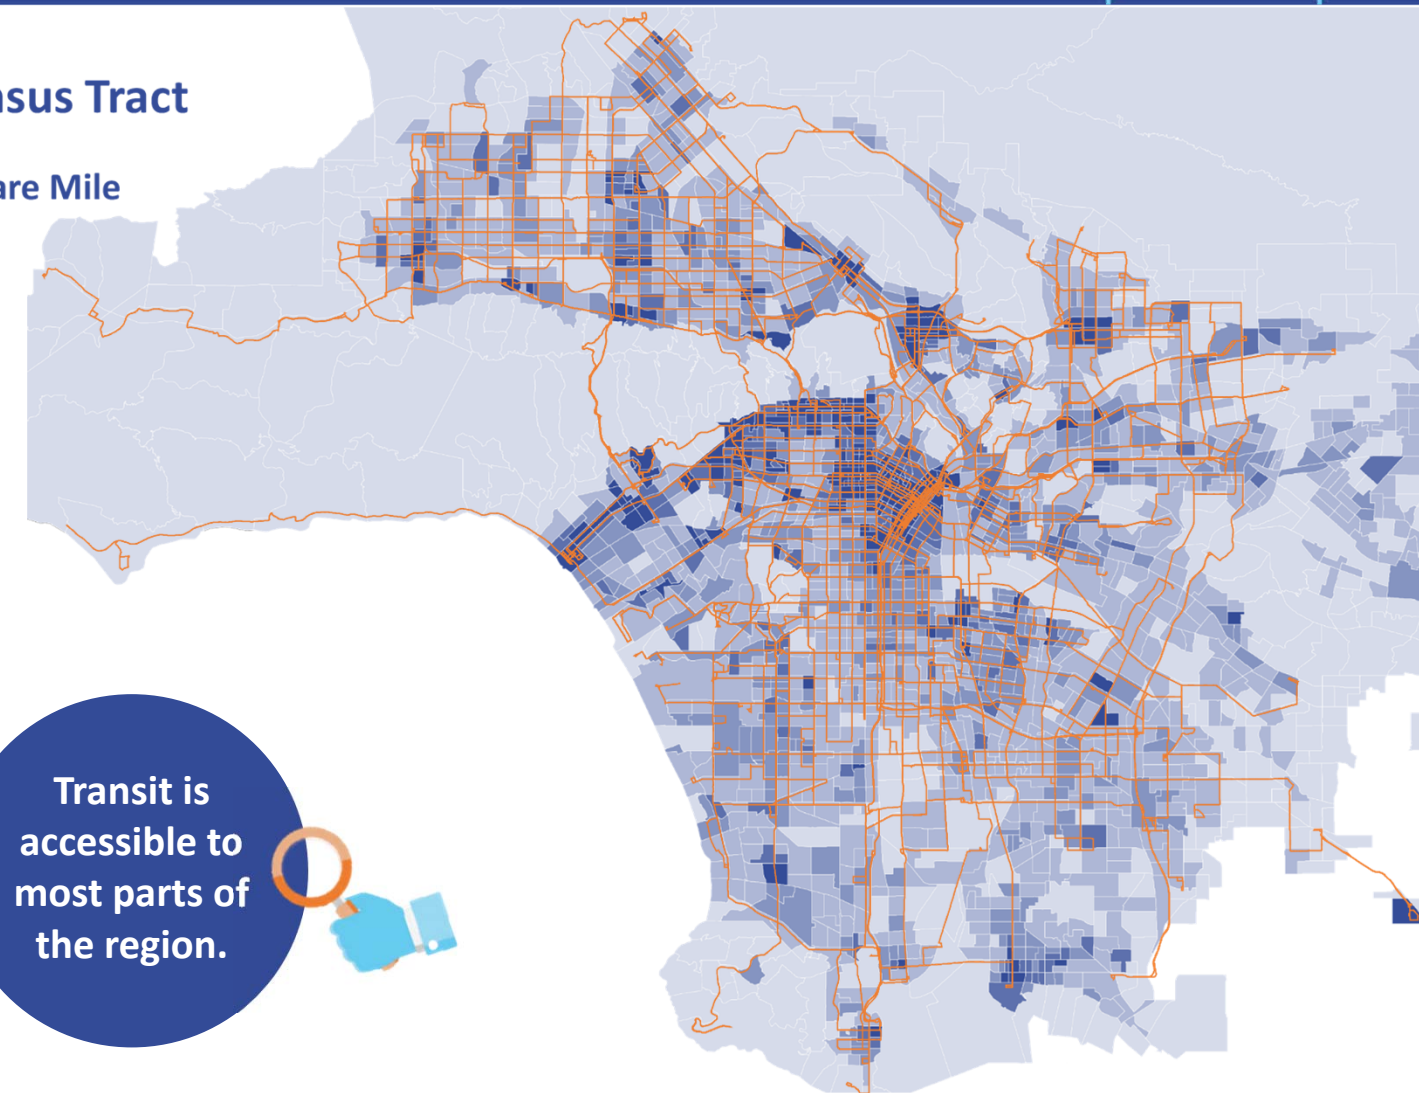 sus Tract
are Mile
Transit is
accessible to
most parts of
the region.